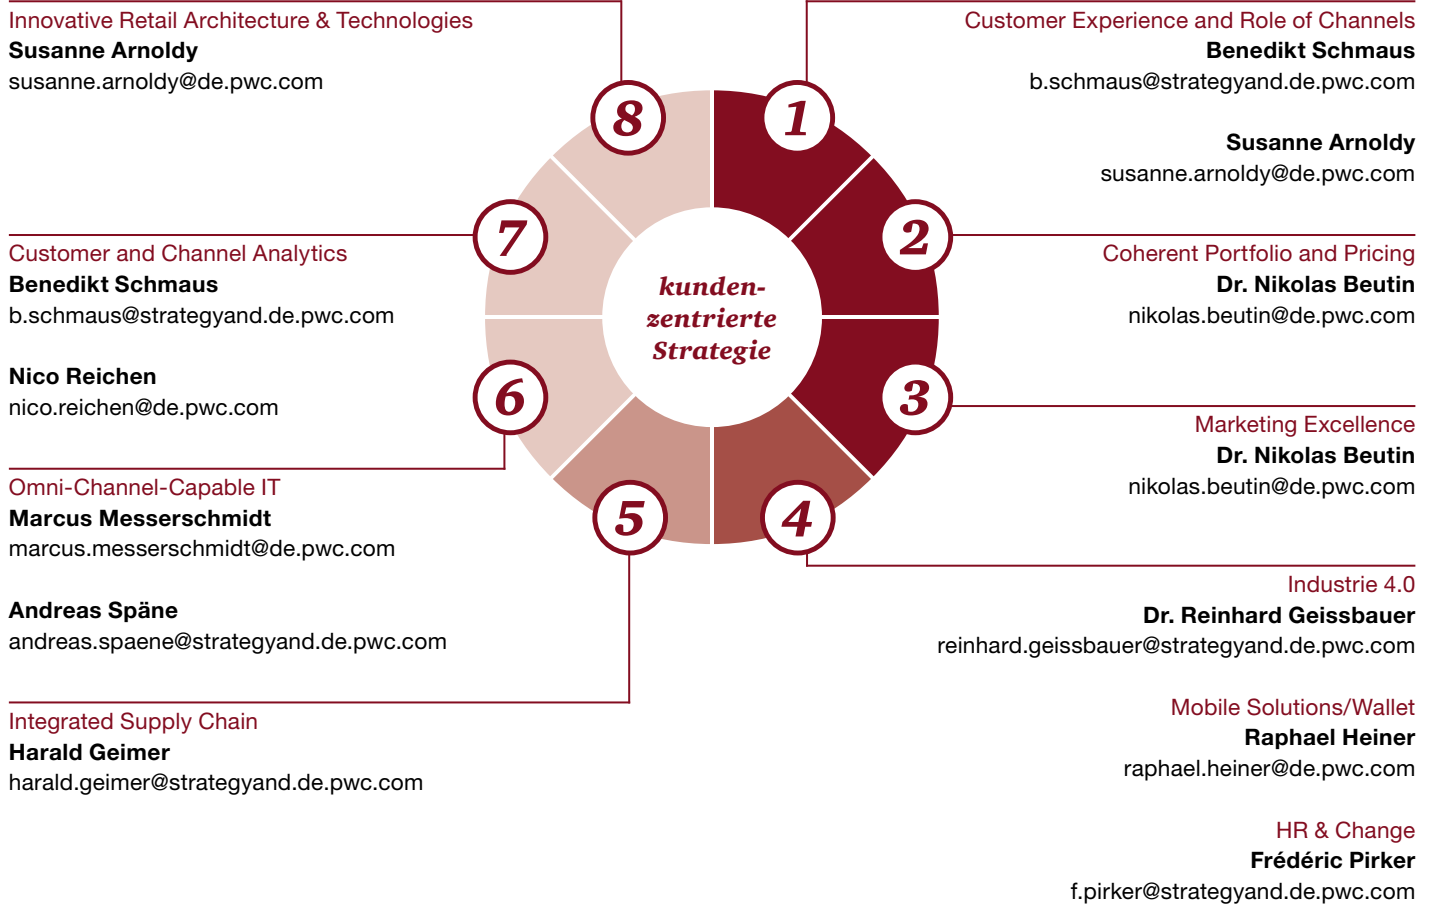 Innovative Retail Architecture & Technologies
Susanne Arnoldy
susanne.arnoldy@de.pwc.com
Customer Experience and Role of Channels
Benedikt Schmaus
b.schmaus@strategyand.de.pwc.com
Susanne Arnoldy
susanne.arnoldy@de.pwc.com
8
1
7
2
Customer and Channel Analytics
Benedikt Schmaus
b.schmaus@strategyand.de.pwc.com
Nico Reichen
nico.reichen@de.pwc.com
kunden-
zentrierte
Strategie
Coherent Portfolio and Pricing
Dr. Nikolas Beutin
nikolas.beutin@de.pwc.com
6
3
Marketing Excellence
Dr. Nikolas Beutin
nikolas.beutin@de.pwc.com
Omni-Channel-Capable IT
Marcus Messerschmidt
marcus.messerschmidt@de.pwc.com
Andreas Späne
andreas.spaene@strategyand.de.pwc.com
5
4
Industrie 4.0
Dr. Reinhard Geissbauer
reinhard.geissbauer@strategyand.de.pwc.com
Integrated Supply Chain
Harald Geimer
harald.geimer@strategyand.de.pwc.com
Mobile Solutions/Wallet
Raphael Heiner
raphael.heiner@de.pwc.com
HR & Change
Frédéric Pirker
f.pirker@strategyand.de.pwc.com